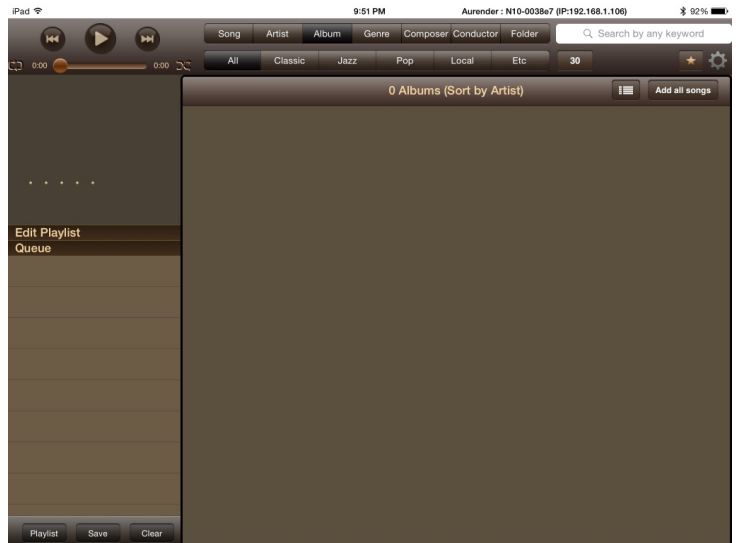 iPad 9:51 PM Aurender : N10-0038e7 (IP:192.168.1.106) 92%
Song Artist Album Genre Composer Conductor Folder Search by any keyword
0:00 0:00 All Classic Jazz Pop Local Etc 30
0 Albums (Sort by Artist) Add all songs
Edit Playlist
Queue
Playlist Save Clear